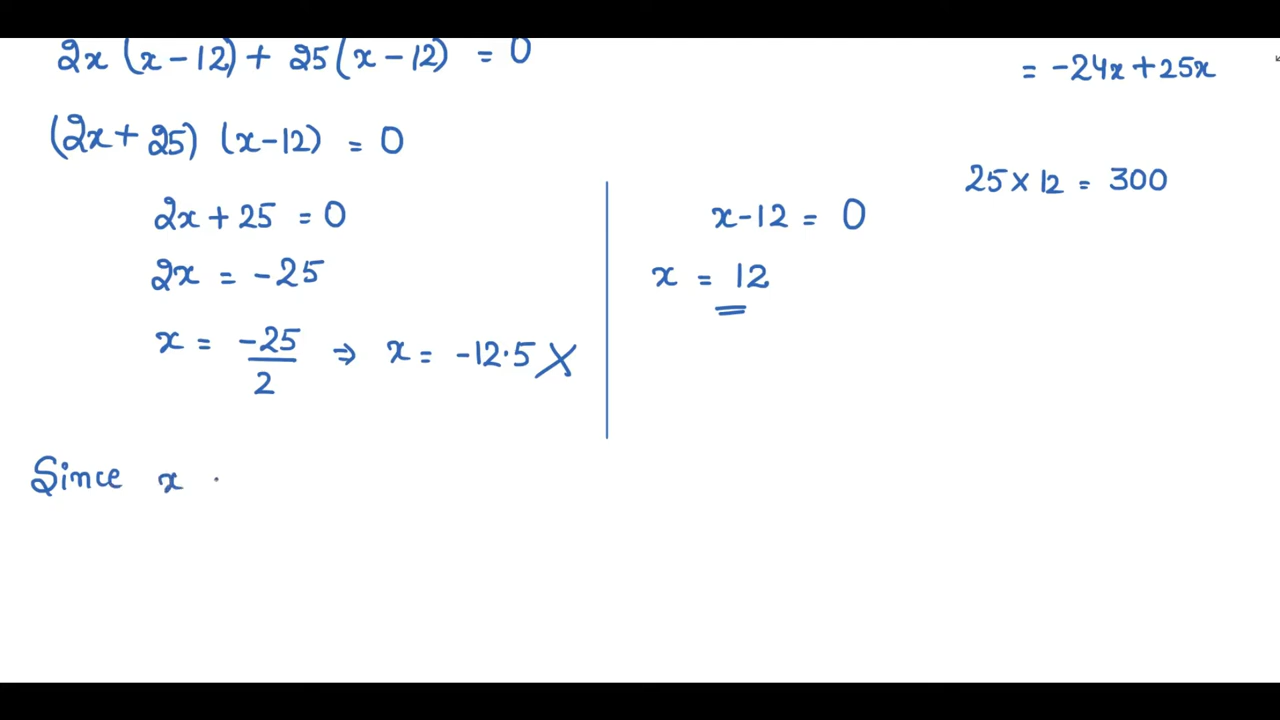 2x (x-12) + 25(x-12) = 0
= -24x + 25x
(2x + 25) (x-12) = 0
25 × 12 = 300
2x + 25 = 0
x-12 = 0
2x = -25
x = 12
x = -25/2 ⇒ x = -12·5 X
Since x